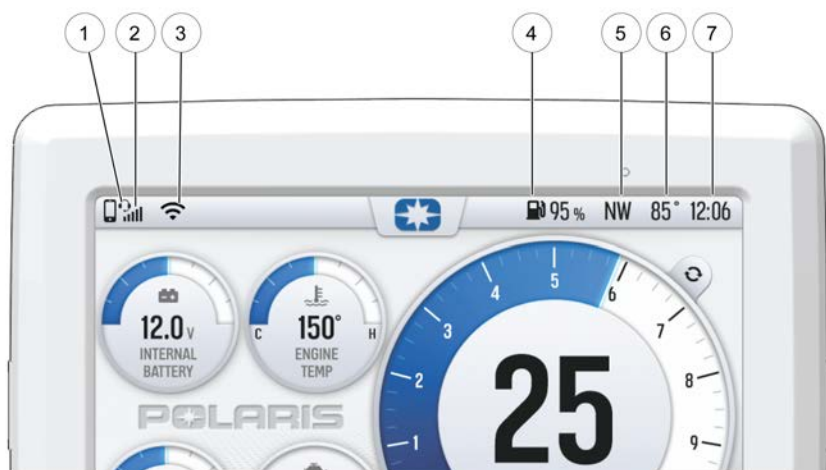 1 2 3 4 5 6 7
95 % NW 85° 12:06
12.0 V
INTERNAL
BATTERY
C 150° H
ENGINE
TEMP
POLARIS
1 2 3 4 5 6 7 8 9
25